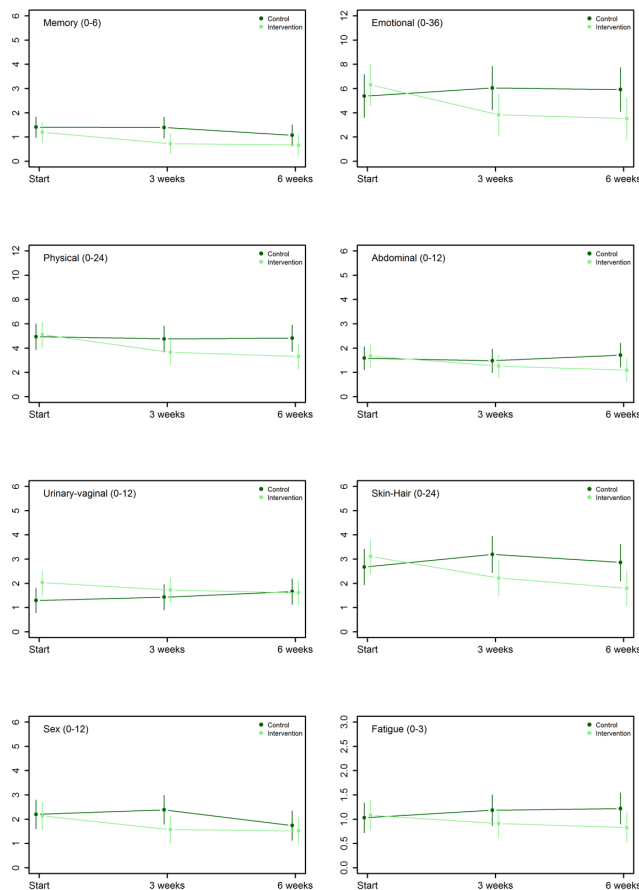 Memory (0-6)
Control
Intervention
6
5
4
3
2
1
0
Start
3 weeks
6 weeks
Emotional (0-36)
Control
Intervention
12
10
8
6
4
2
0
Start
3 weeks
6 weeks
Physical (0-24)
Control
Intervention
12
10
8
6
4
2
0
Start
3 weeks
6 weeks
Abdominal (0-12)
Control
Intervention
6
5
4
3
2
1
0
Start
3 weeks
6 weeks
Urinary-vaginal (0-12)
Control
Intervention
6
5
4
3
2
1
0
Start
3 weeks
6 weeks
Skin-Hair (0-24)
Control
Intervention
6
5
4
3
2
1
0
Start
3 weeks
6 weeks
Sex (0-12)
Control
Intervention
6
5
4
3
2
1
0
Start
3 weeks
6 weeks
Fatigue (0-3)
Control
Intervention
3.0
2.5
2.0
1.5
1.0
0.5
0.0
Start
3 weeks
6 weeks